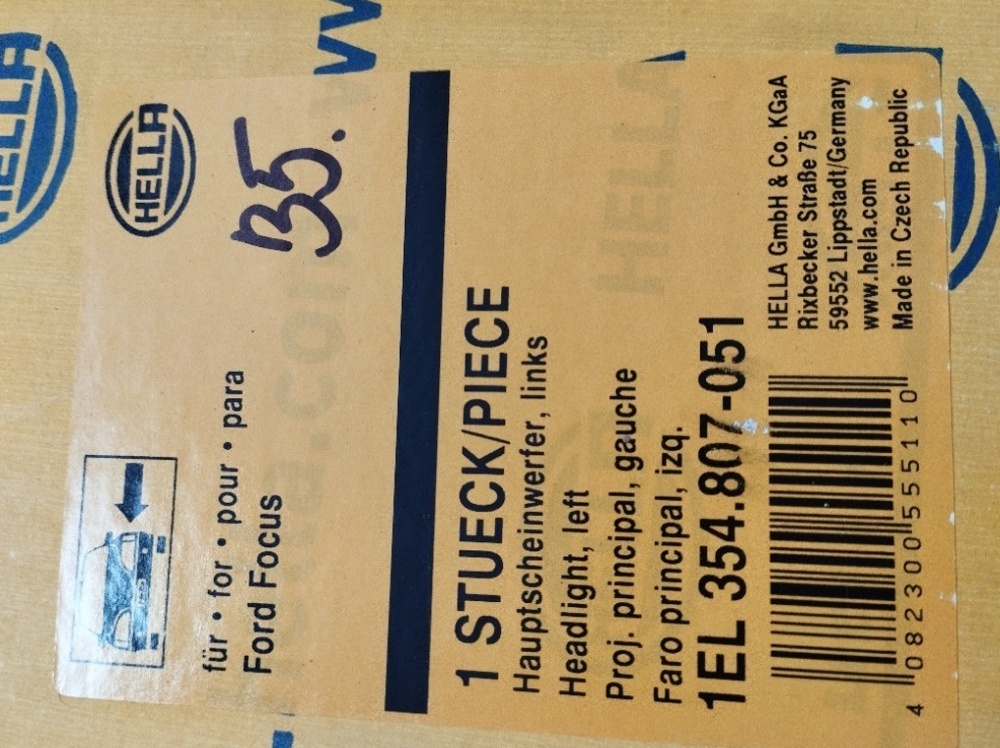 HELLA
HELLA
B5.
für • for • pour • para
Ford Focus
1 STUECK/PIECE
Hauptscheinwerfer, links
Headlight, left
Proj. principal, gauche
Faro principal, izq.
1EL 354.807-051
HELLA GmbH & Co. KGaA
Rixbecker Straße 75
59552 Lippstadt/Germany
www.hella.com
Made in Czech Republic
4 082300 555110